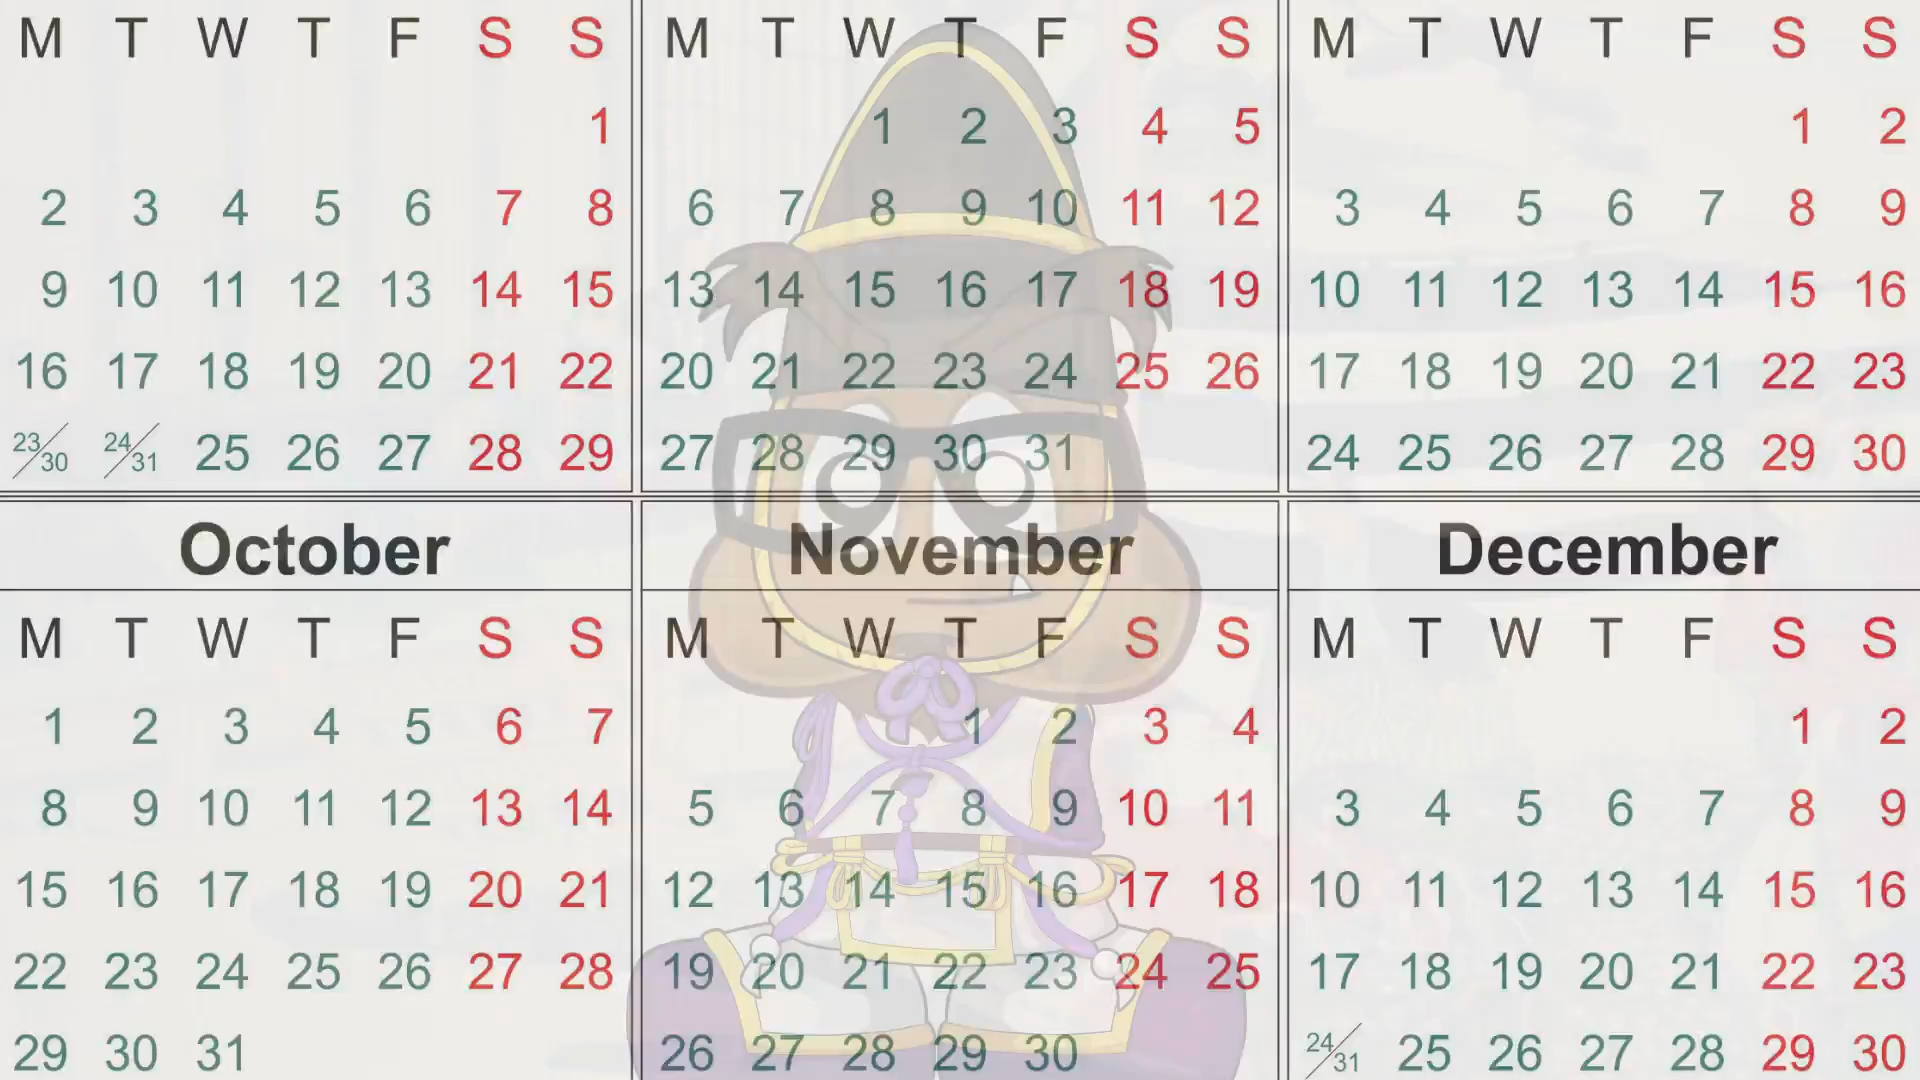 M T W T F S S
1
2 3 4 5 6 7 8
9 10 11 12 13 14 15
16 17 18 19 20 21 22
23/30 24/31 25 26 27 28 29
M T W T F S S
1 2 3 4 5
6 7 8 9 10 11 12
13 14 15 16 17 18 19
20 21 22 23 24 25 26
27 28 29 30 31
M T W T F S S
1 2
3 4 5 6 7 8 9
10 11 12 13 14 15 16
17 18 19 20 21 22 23
24 25 26 27 28 29 30
October
M T W T F S S
1 2 3 4 5 6 7
8 9 10 11 12 13 14
15 16 17 18 19 20 21
22 23 24 25 26 27 28
29 30 31
November
M T W T F S S
1 2 3 4
5 6 7 8 9 10 11
12 13 14 15 16 17 18
19 20 21 22 23 24 25
26 27 28 29 30
December
M T W T F S S
1 2
3 4 5 6 7 8 9
10 11 12 13 14 15 16
17 18 19 20 21 22 23
24/31 25 26 27 28 29 30